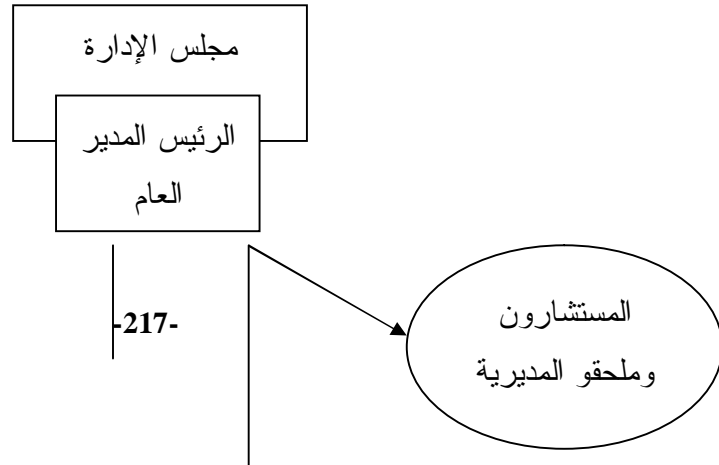 مجلس الإدارة
الرئيس المدير
العام
المستشارون
وملحقو المديرية
-217-